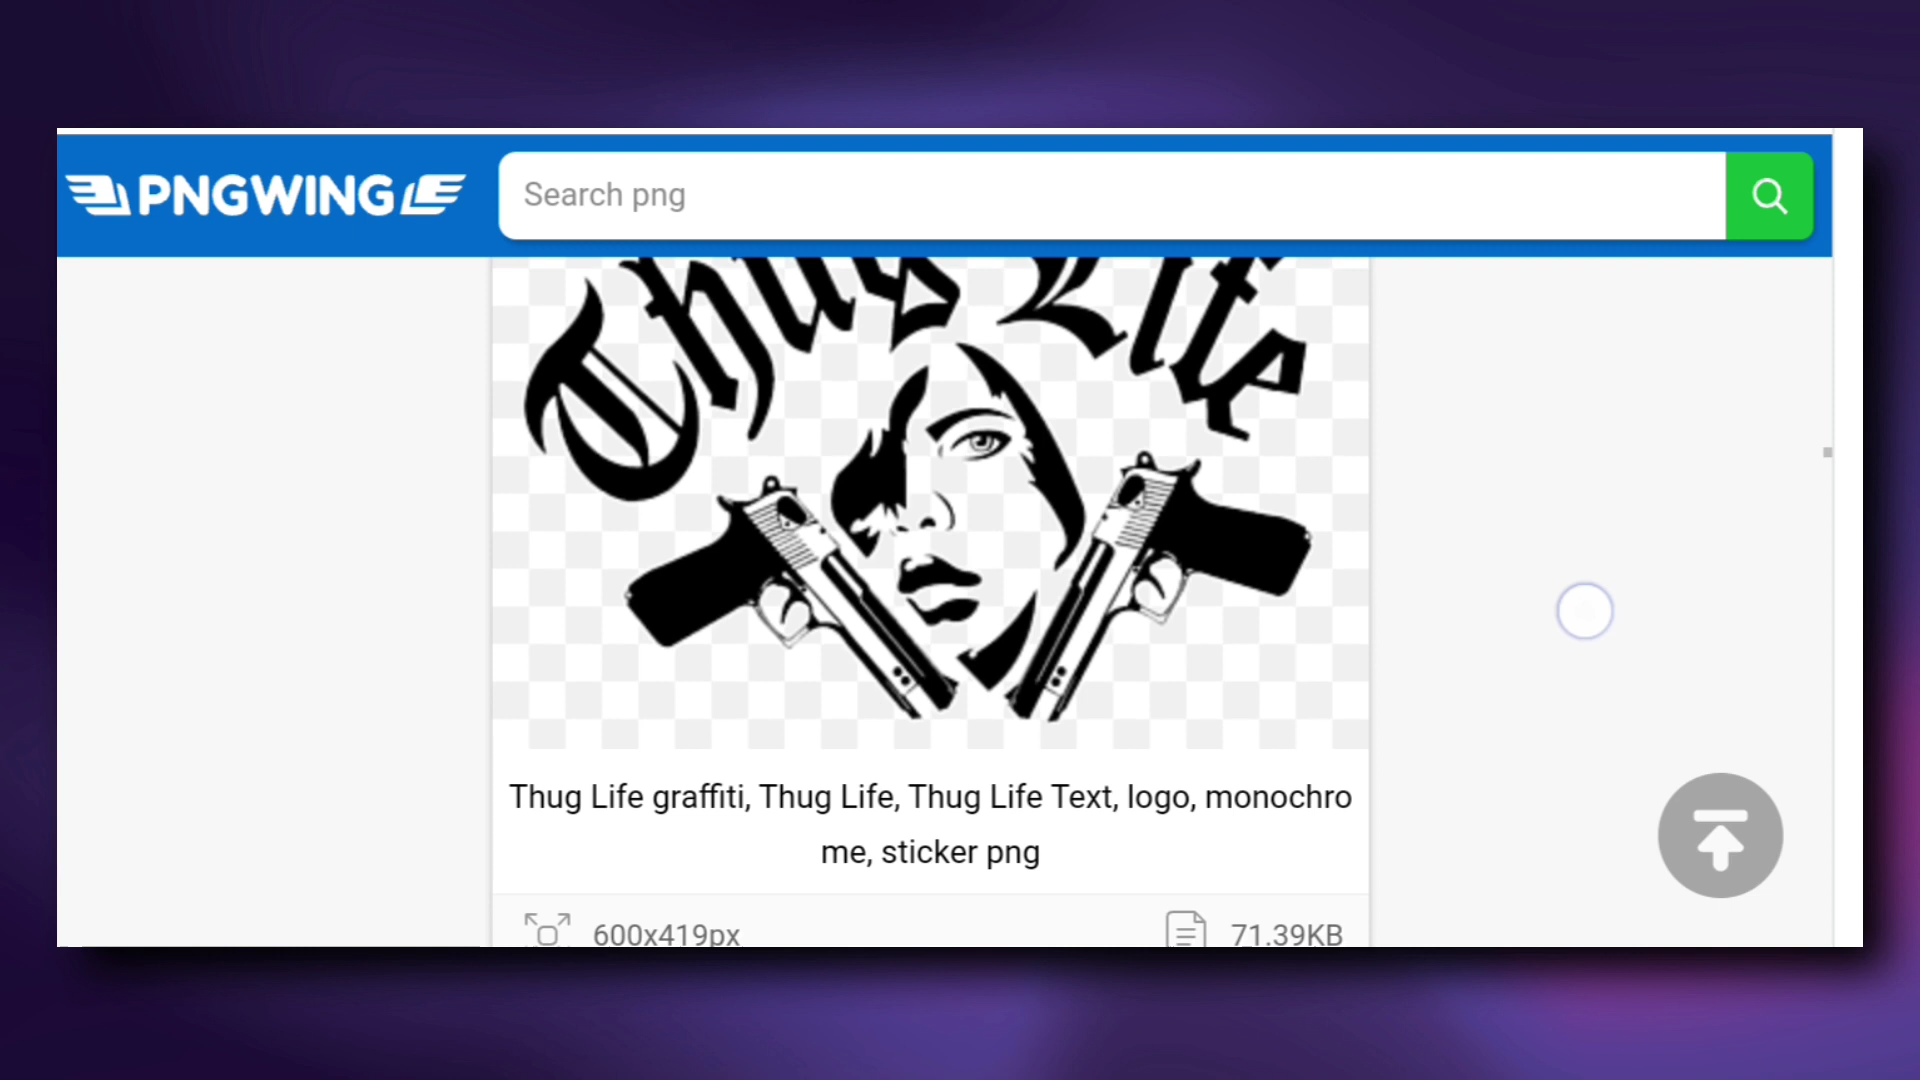 PNGWING
Search png
Thug Life
Thug Life graffiti, Thug Life, Thug Life Text, logo, monochro
me, sticker png
600x419px
71.39KB